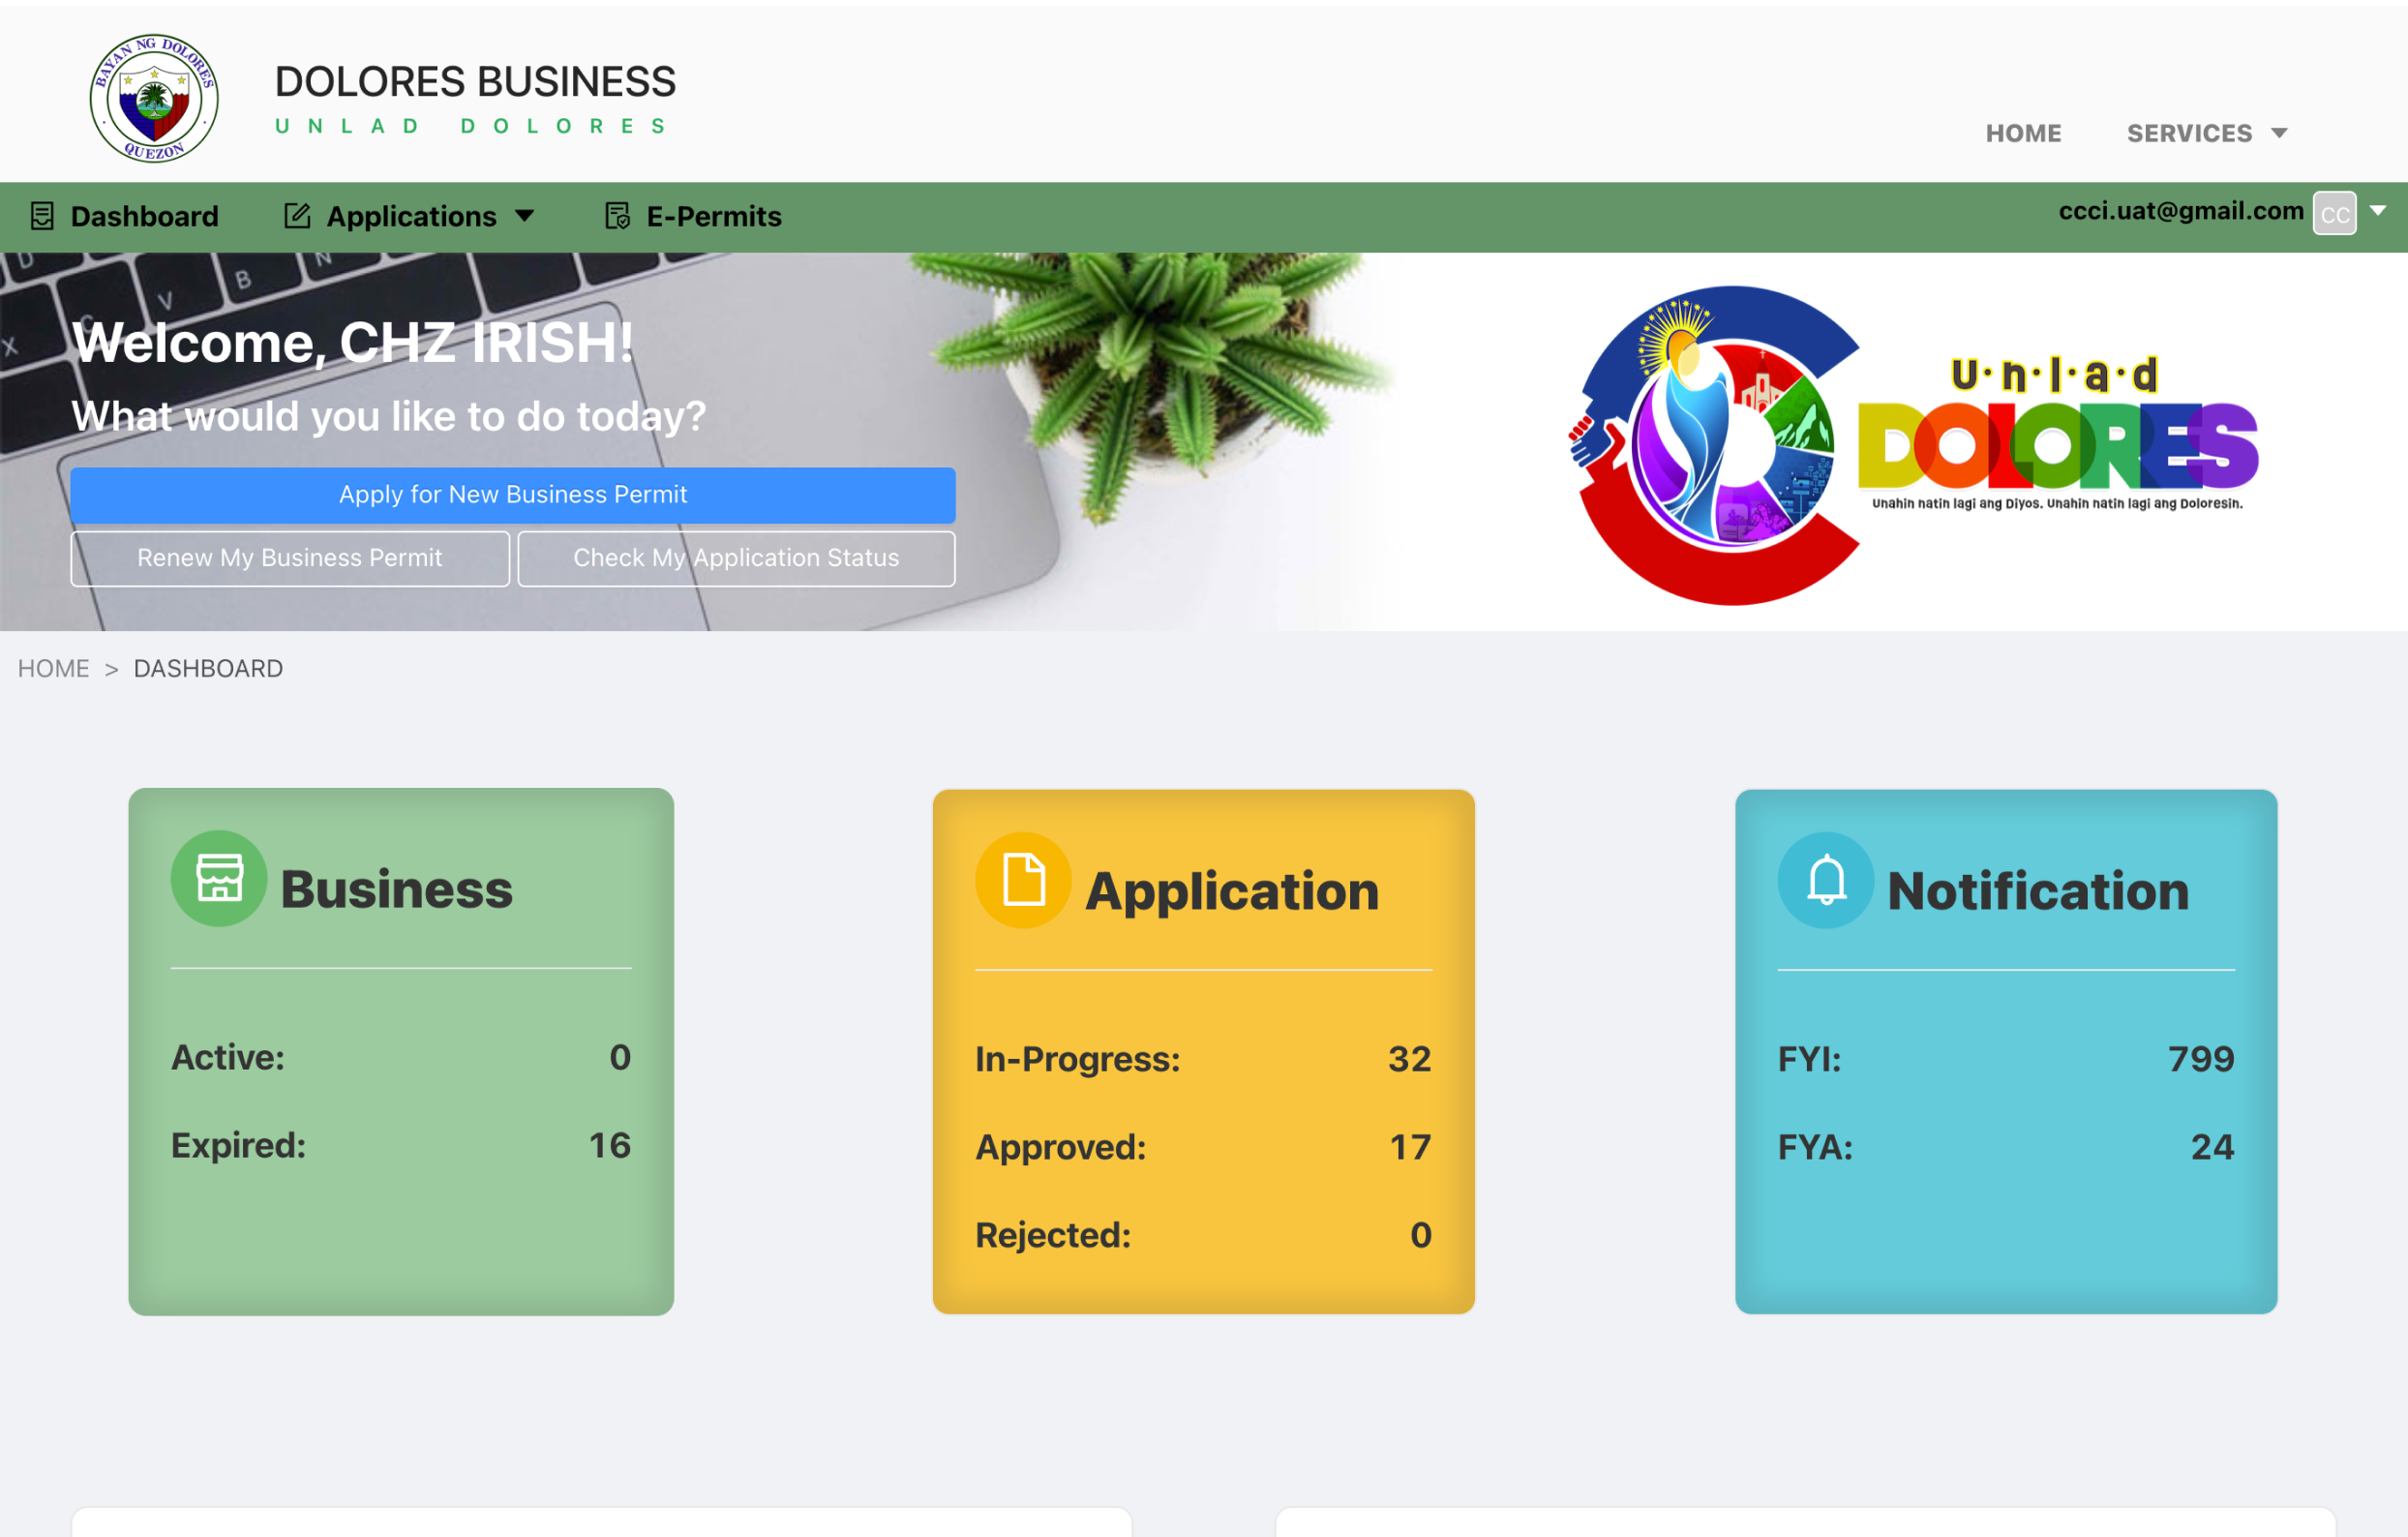 BAYAN NG DOLORES
QUEZON
DOLORES BUSINESS
UNLAD DOLORES
HOME
SERVICES
Dashboard
Applications
E-Permits
ccci.uat@gmail.com
CC
D
B
N
V
C
X
Welcome, CHZ IRISH!
What would you like to do today?
Apply for New Business Permit
Renew My Business Permit
Check My Application Status
U·n·l·a·d
DOLORES
Unahin natin lagi ang Diyos. Unahin natin lagi ang Doloresin.
HOME > DASHBOARD
Business
Active: 0
Expired: 16
Application
In-Progress: 32
Approved: 17
Rejected: 0
Notification
FYI: 799
FYA: 24